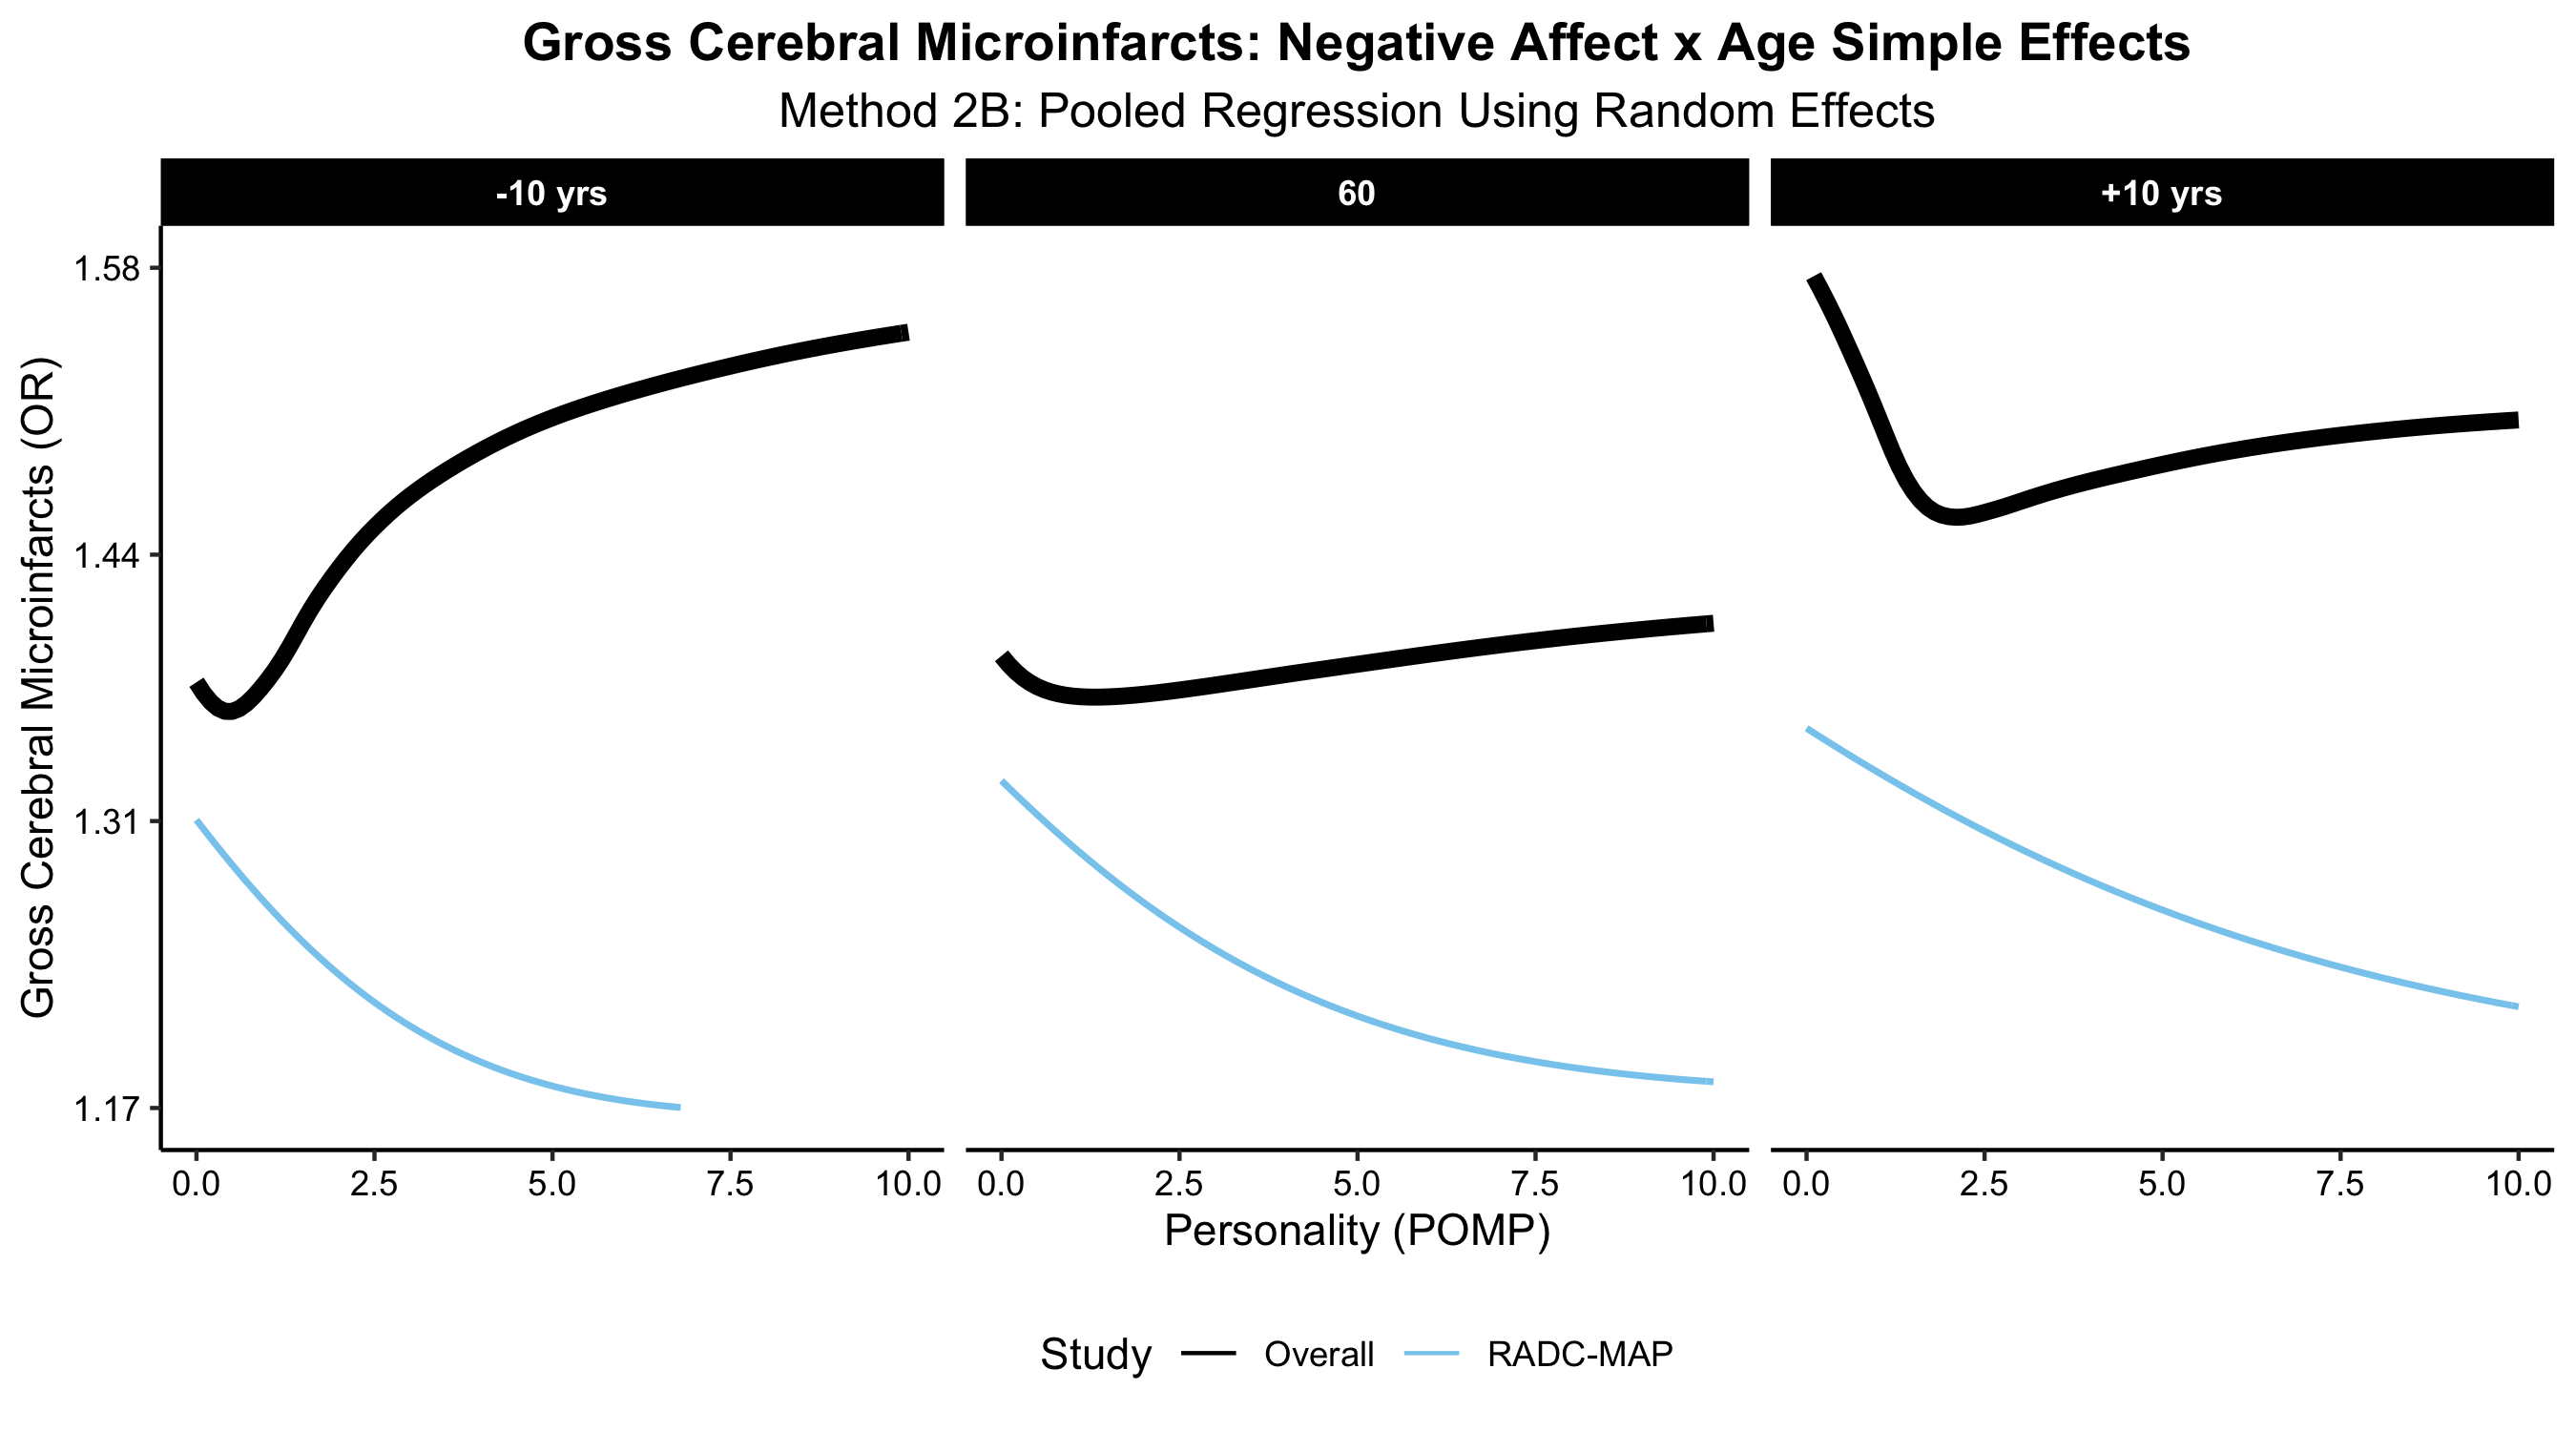 Gross Cerebral Microinfarcts: Negative Affect x Age Simple Effects
Method 2B: Pooled Regression Using Random Effects
-10 yrs
60
+10 yrs
Gross Cerebral Microinfarcts (OR)
1.58
1.44
1.31
1.17
0.0 2.5 5.0 7.5 10.0
0.0 2.5 5.0 7.5 10.0
0.0 2.5 5.0 7.5 10.0
Personality (POMP)
Study Overall RADC-MAP